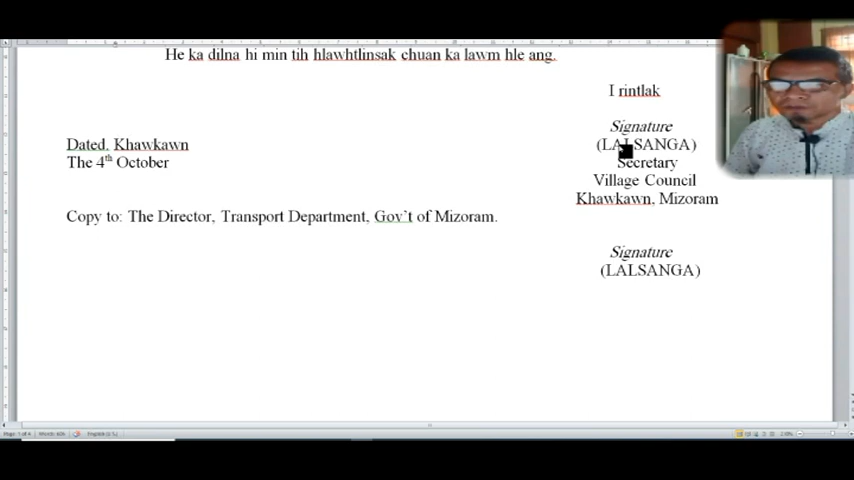 He ka dilna hi min tih hlawhtlinsak chuan ka lawm hle ang.
I rintlak
Signature
Dated. Khawkawn (LALSANGA)
The 4th October Secretary
Village Council
Khawkawn, Mizoram
Copy to: The Director, Transport Department, Gov't of Mizoram.
Signature
(LALSANGA)